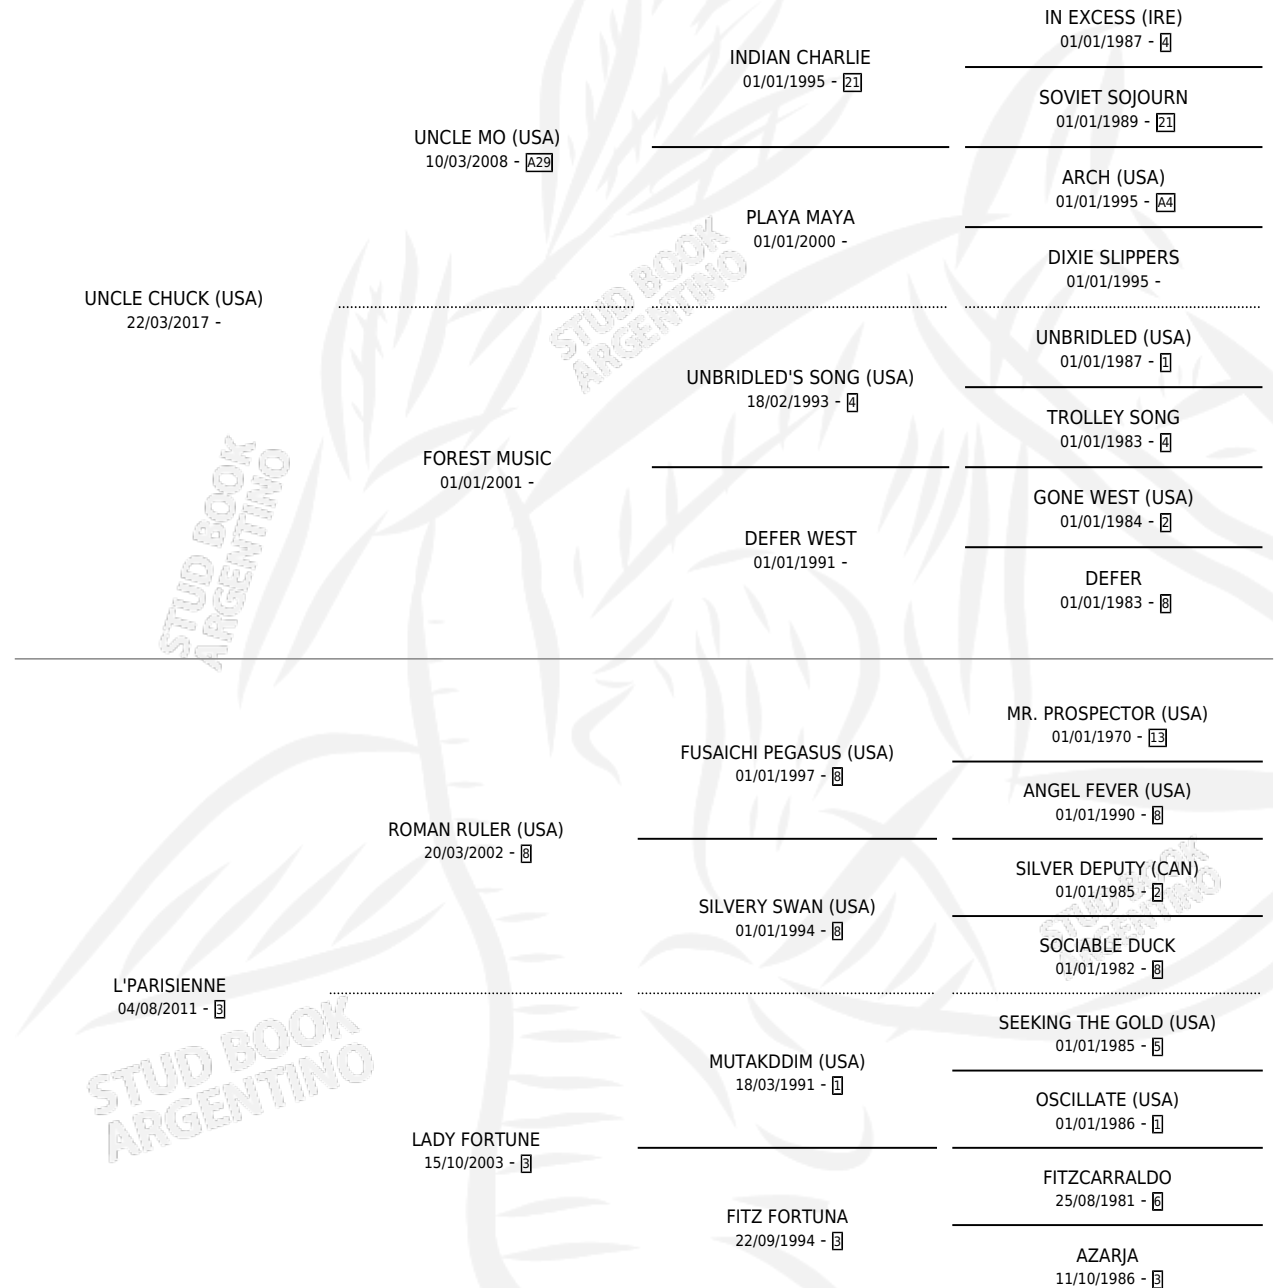 IN EXCESS (IRE)
01/01/1987 - 4
INDIAN CHARLIE
01/01/1995 - 21
SOVIET SOJOURN
01/01/1989 - 21
UNCLE MO (USA)
10/03/2008 - A29
ARCH (USA)
01/01/1995 - A4
PLAYA MAYA
01/01/2000 -
DIXIE SLIPPERS
01/01/1995 -
UNCLE CHUCK (USA)
22/03/2017 -
UNBRIDLED (USA)
01/01/1987 - 1
UNBRIDLED'S SONG (USA)
18/02/1993 - 4
TROLLEY SONG
01/01/1983 - 4
FOREST MUSIC
01/01/2001 -
GONE WEST (USA)
01/01/1984 - 2
DEFER WEST
01/01/1991 -
DEFER
01/01/1983 - 8
MR. PROSPECTOR (USA)
01/01/1970 - 13
FUSAICHI PEGASUS (USA)
01/01/1997 - 8
ANGEL FEVER (USA)
01/01/1990 - 8
ROMAN RULER (USA)
20/03/2002 - 8
SILVER DEPUTY (CAN)
01/01/1985 - 2
SILVERY SWAN (USA)
01/01/1994 - 8
SOCIABLE DUCK
01/01/1982 - 8
L'PARISIENNE
04/08/2011 - 3
SEEKING THE GOLD (USA)
01/01/1985 - 5
MUTAKDDIM (USA)
18/03/1991 - 1
OSCILLATE (USA)
01/01/1986 - 1
LADY FORTUNE
15/10/2003 - 3
FITZCARRALDO
25/08/1981 - 6
FITZ FORTUNA
22/09/1994 - 3
AZARJA
11/10/1986 - 3
STUD BOOK
ARGENTINO
STUD BOOK
ARGENTINO
STUD BOOK
ARGENTINO
STUD BOOK
ARGENTINO